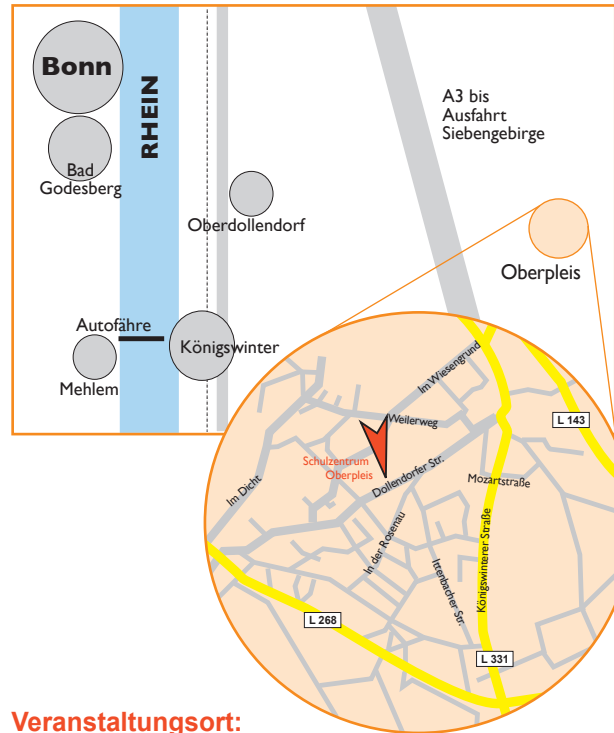 Bonn
RHEIN
A3 bis
Ausfahrt
Siebengebirge
Bad
Godesberg
Oberdollendorf
Oberpleis
Autofähre
Königswinter
Mehlem
Im Wiesengrund
Weilerweg
L 143
Schulzentrum
Oberpleis
Dollendorfer Str.
Mozartstraße
Im Dicht
In der Rosenau
Ittenbacher Str.
Königswinterer Straße
L 268
L 331
Veranstaltungsort: